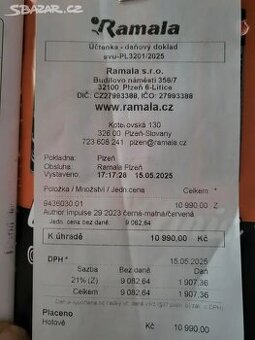 SBAZAR.CZ
Ramala
Účtenka - daňový doklad
evu-PL3201/2025
Ramala s.r.o.
Budilovo náměstí 356/7
32100 Plzeň 6-Litice
DIČ: CZ27993388, IČO: 27993388
www.ramala.cz
Koterovská 130
326 00 Plzeň-Slovany
723 608 241 plzen@ramala.cz
Pokladna: Plzeň
Obsluha: Ramala Plzeň
Vystaveno: 17:17:28 15.05.2025
Položka / Množství / Jedn.cena Celkem *
9436030.01 10 990,00 Z
Author Impulse 29 2023 černá-matná/červená
Jedn. cena bez daně: 9 082,64
K úhradě 10 990,00 Kč
DPH * 15.05.2025
Sazba Bez daně Daň
21% (Z) 9 082,64 1 907,36
Celkem 9 082,64 1 907,36
Placeno
Hotově Kč 10 990,00